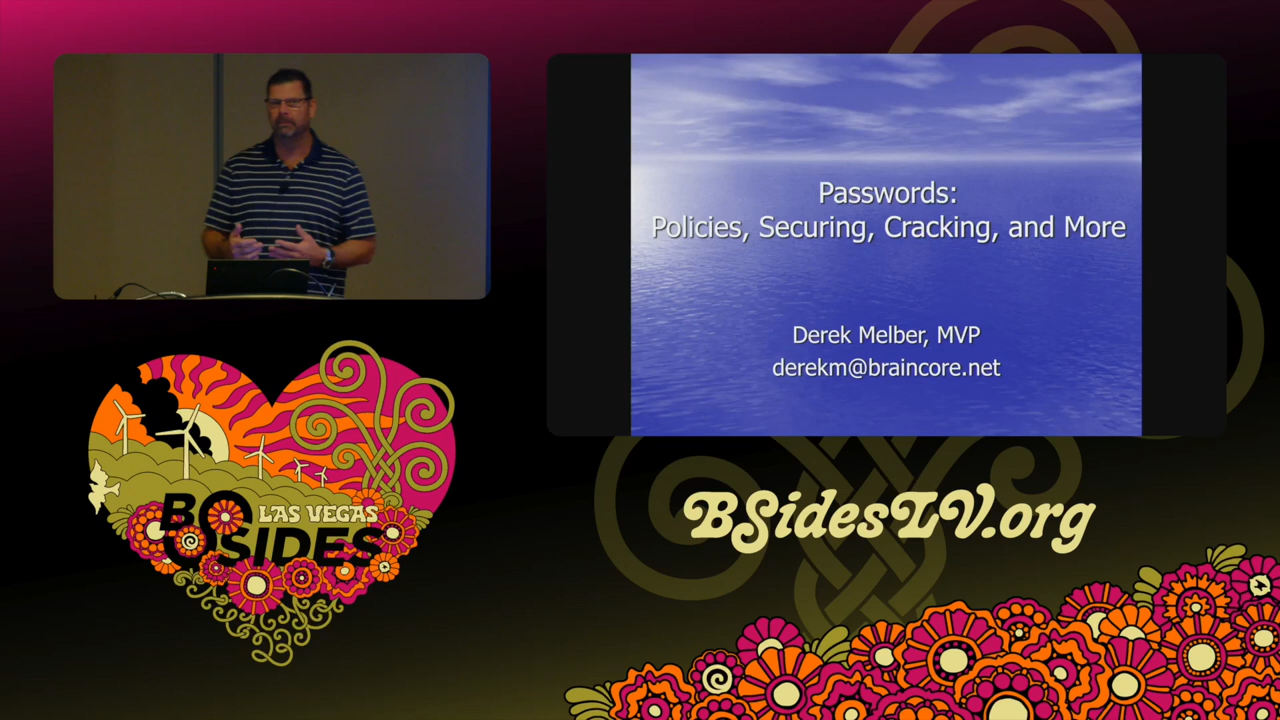 Passwords:
Policies, Securing, Cracking, and More
Derek Melber, MVP
derekm@braincore.net
LAS VEGAS
BSIDES
BSidesLV.org